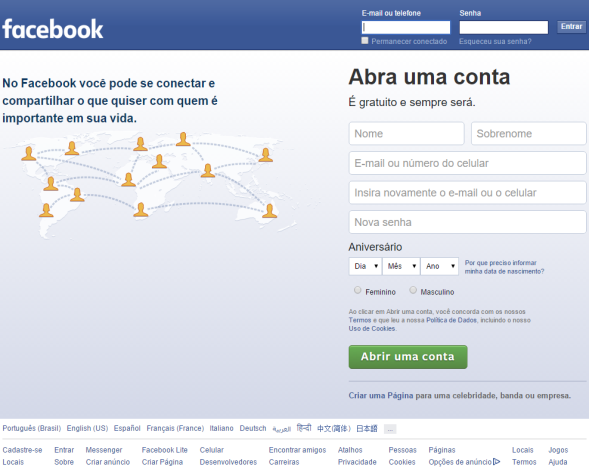 facebook
E-mail ou telefone
Senha
Entrar
Permanecer conectado
Esqueceu sua senha?
No Facebook você pode se conectar e
compartilhar o que quiser com quem é
importante em sua vida.
Abra uma conta
É gratuito e sempre será.
Nome
Sobrenome
E-mail ou número do celular
Insira novamente o e-mail ou o celular
Nova senha
Aniversário
Dia Mês Ano
Por que preciso informar
minha data de nascimento?
Feminino Masculino
Ao clicar em Abrir uma conta, você concorda com os nossos
Termos e que leu a nossa Política de Dados, incluindo o nosso
Uso de Cookies.
Abrir uma conta
Criar uma Página para uma celebridade, banda ou empresa.
Português (Brasil) English (US) Español Français (France) Italiano Deutsch العربية हिन्दी 中文(简体) 日本語 ...
Cadastre-se Entrar Messenger Facebook Lite Celular Encontrar amigos Atalhos Pessoas Páginas Locais Jogos
Locais Sobre Criar anúncio Criar Página Desenvolvedores Carreiras Privacidade Cookies Opções de anúncio Termos Ajuda